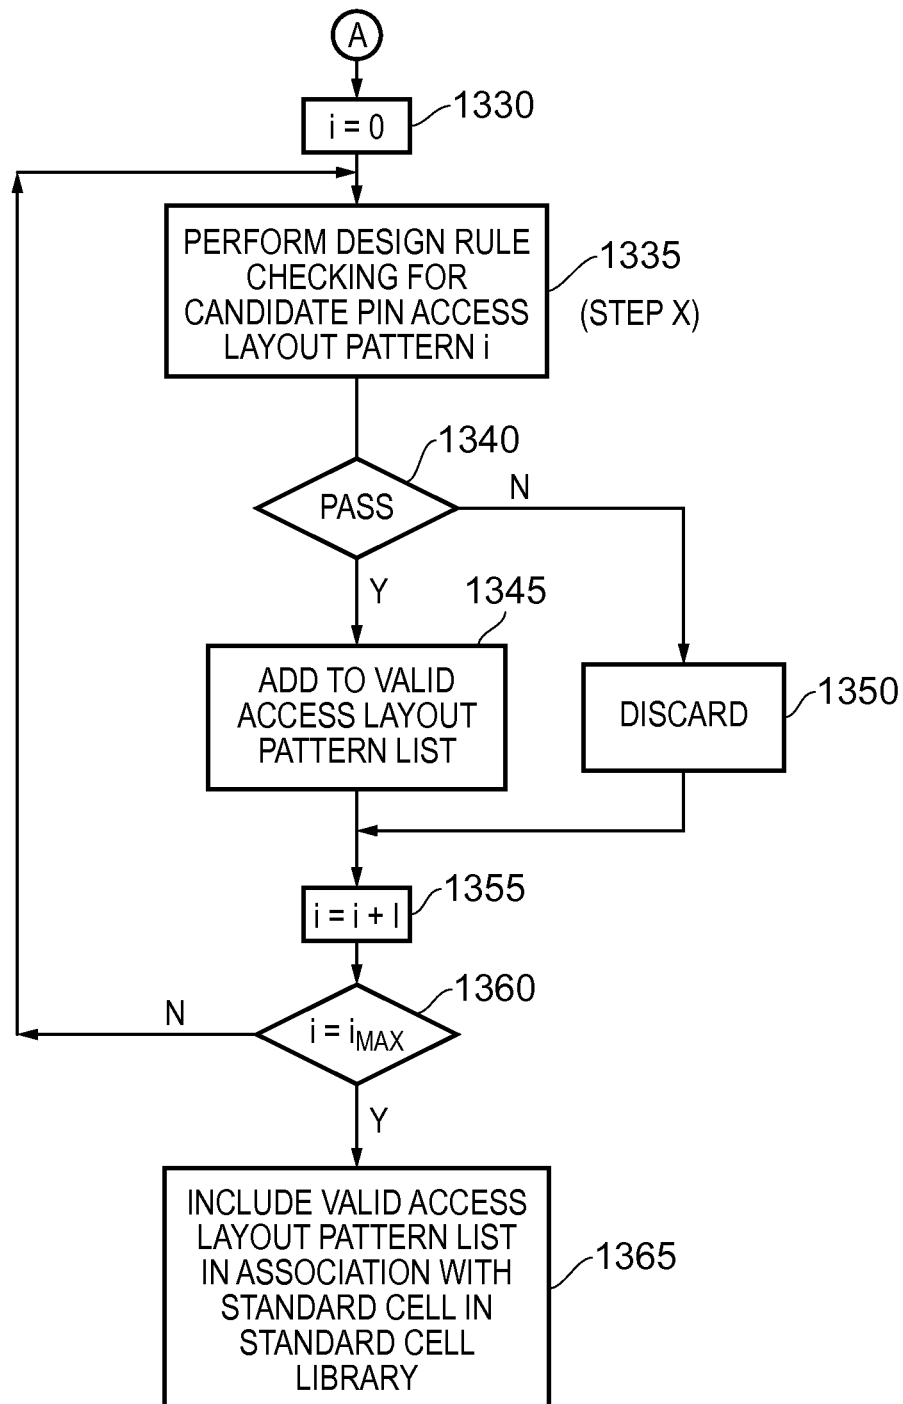 A
i = 0
1330
PERFORM DESIGN RULE
CHECKING FOR
CANDIDATE PIN ACCESS
LAYOUT PATTERN i
1335
(STEP X)
1340
PASS
N
Y
1345
ADD TO VALID
ACCESS LAYOUT
PATTERN LIST
DISCARD
1350
i = i + I
1355
1360
i = iMAX
N
Y
INCLUDE VALID ACCESS
LAYOUT PATTERN LIST
IN ASSOCIATION WITH
STANDARD CELL IN
STANDARD CELL
LIBRARY
1365